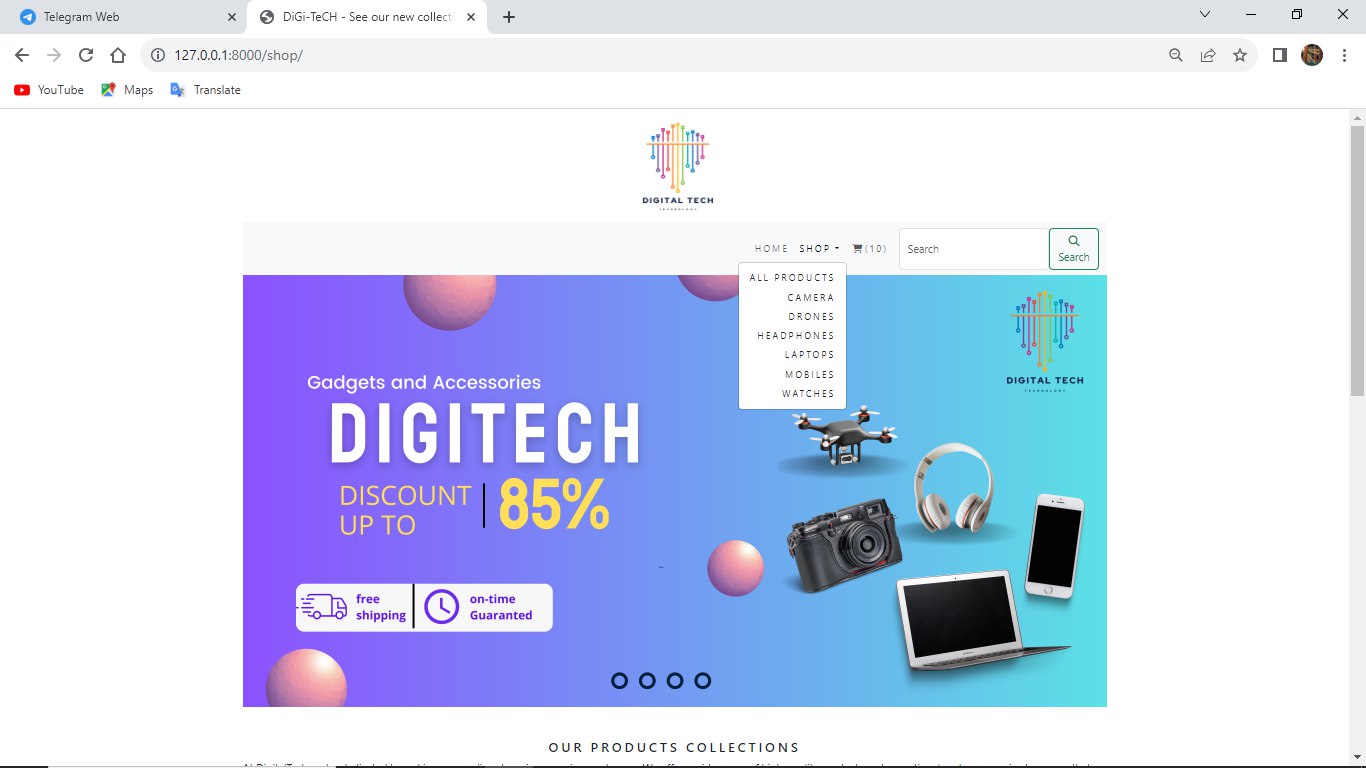 Telegram Web
DiGi-TeCH - See our new collect
127.0.0.1:8000/shop/
YouTube
Maps
Translate
DIGITAL TECH
TECHNOLOGY
HOME
SHOP
(10)
Search
Search
ALL PRODUCTS
CAMERA
DRONES
HEADPHONES
LAPTOPS
MOBILES
WATCHES
DIGITAL TECH
TECHNOLOGY
Gadgets and Accessories
DIGITECH
DISCOUNT
UP TO
85%
free
shipping
on-time
Guaranted
OUR PRODUCTS COLLECTIONS